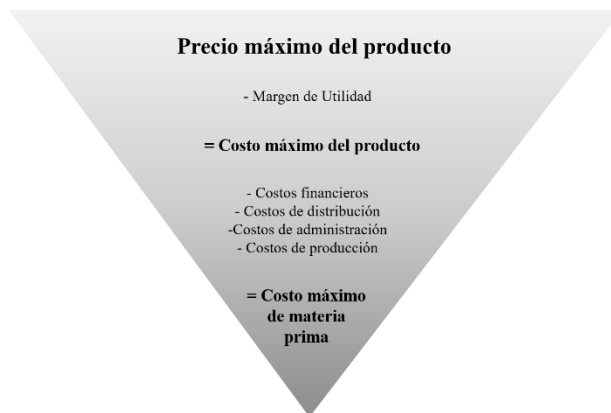 Precio máximo del producto
- Margen de Utilidad
= Costo máximo del producto
- Costos financieros
- Costos de distribución
-Costos de administración
- Costos de producción
= Costo máximo
de materia
prima